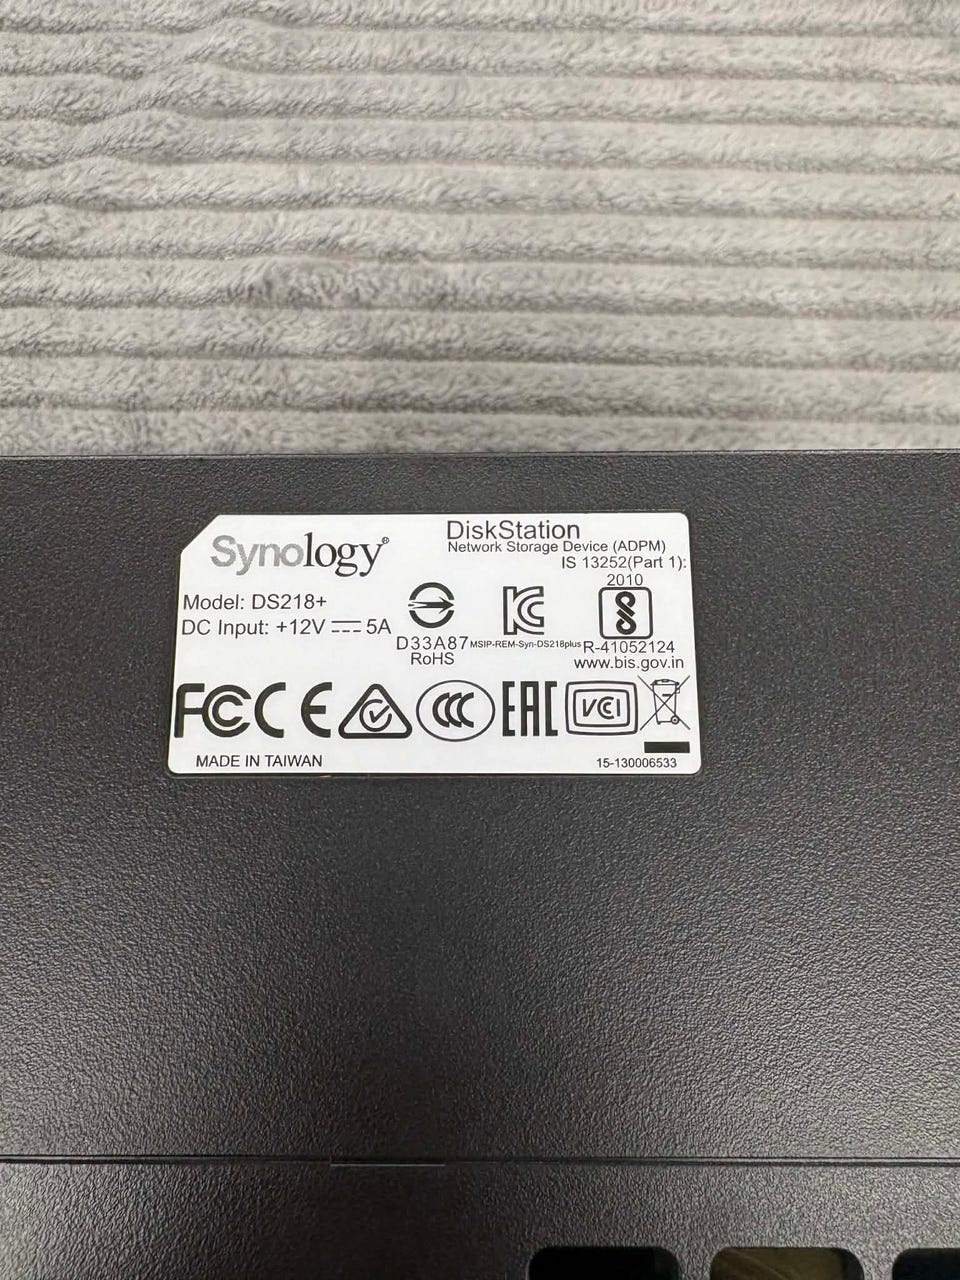 Synology®
DiskStation
Network Storage Device (ADPM)
IS 13252(Part 1):
2010
Model: DS218+
DC Input: +12V ⎓ 5A
D33A87
RoHS
MSIP-REM-Syn-DS218plus
R-41052124
www.bis.gov.in
FC CE EAC VCCI
MADE IN TAIWAN
15-130006533